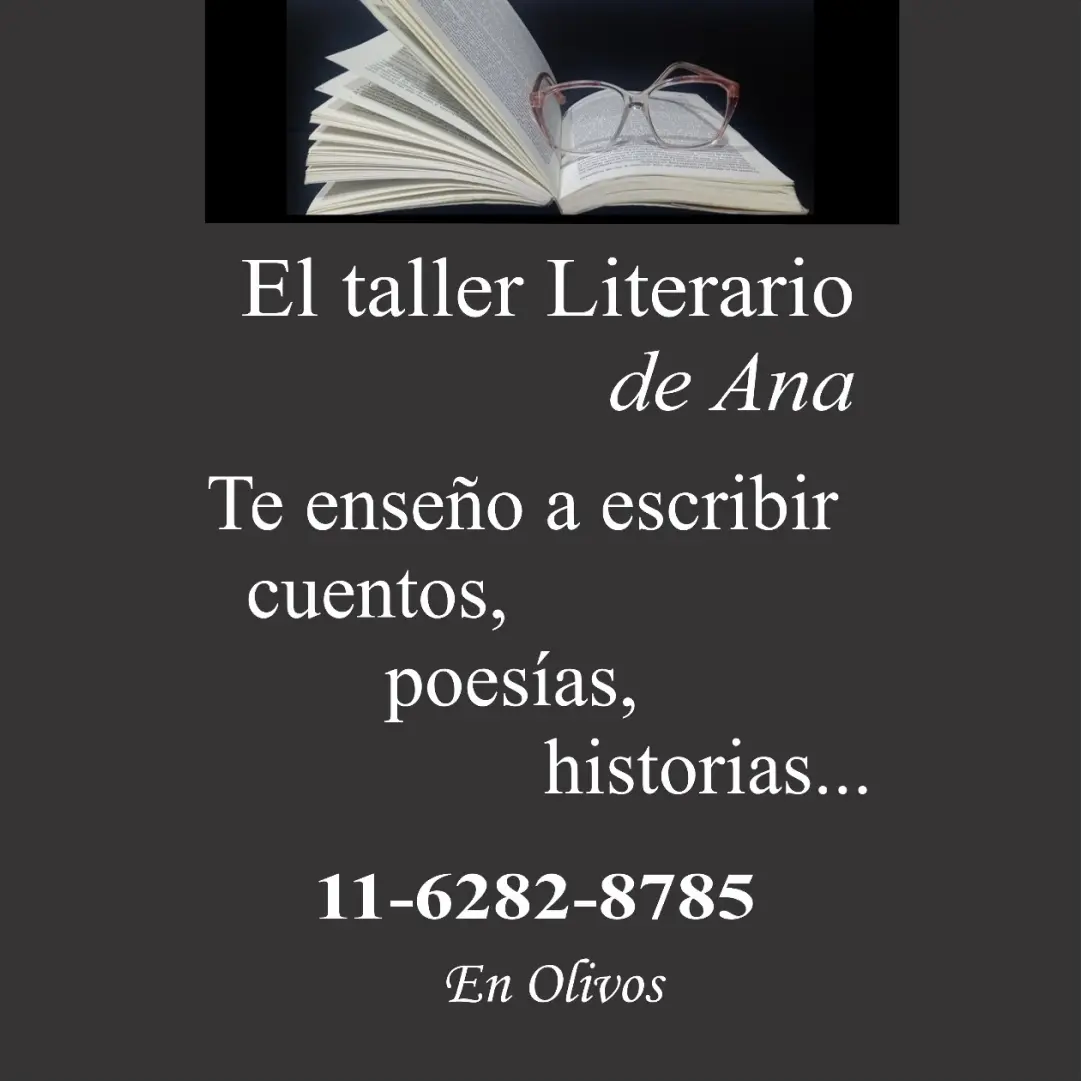 El taller Literario
de Ana
Te enseño a escribir
cuentos,
poesías,
historias...
11-6282-8785
En Olivos